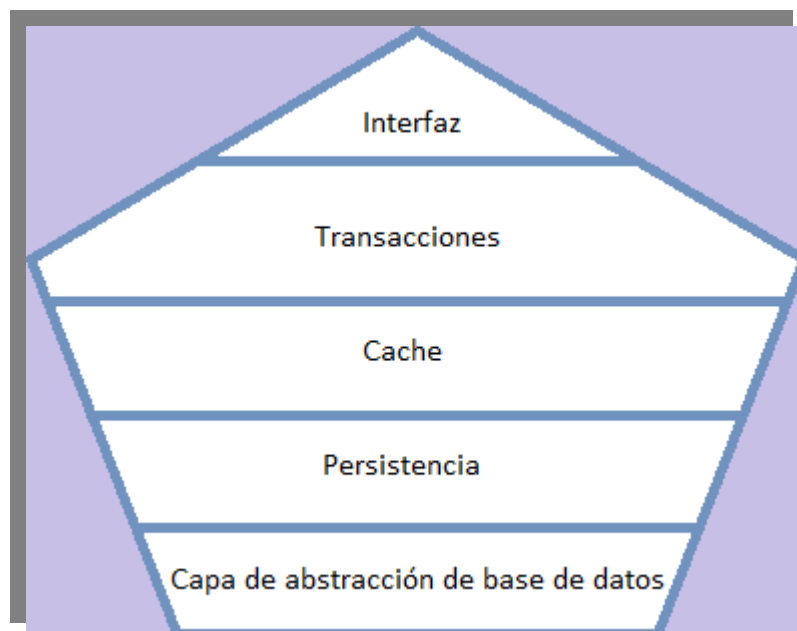 Interfaz
Transacciones
Cache
Persistencia
Capa de abstracción de base de datos